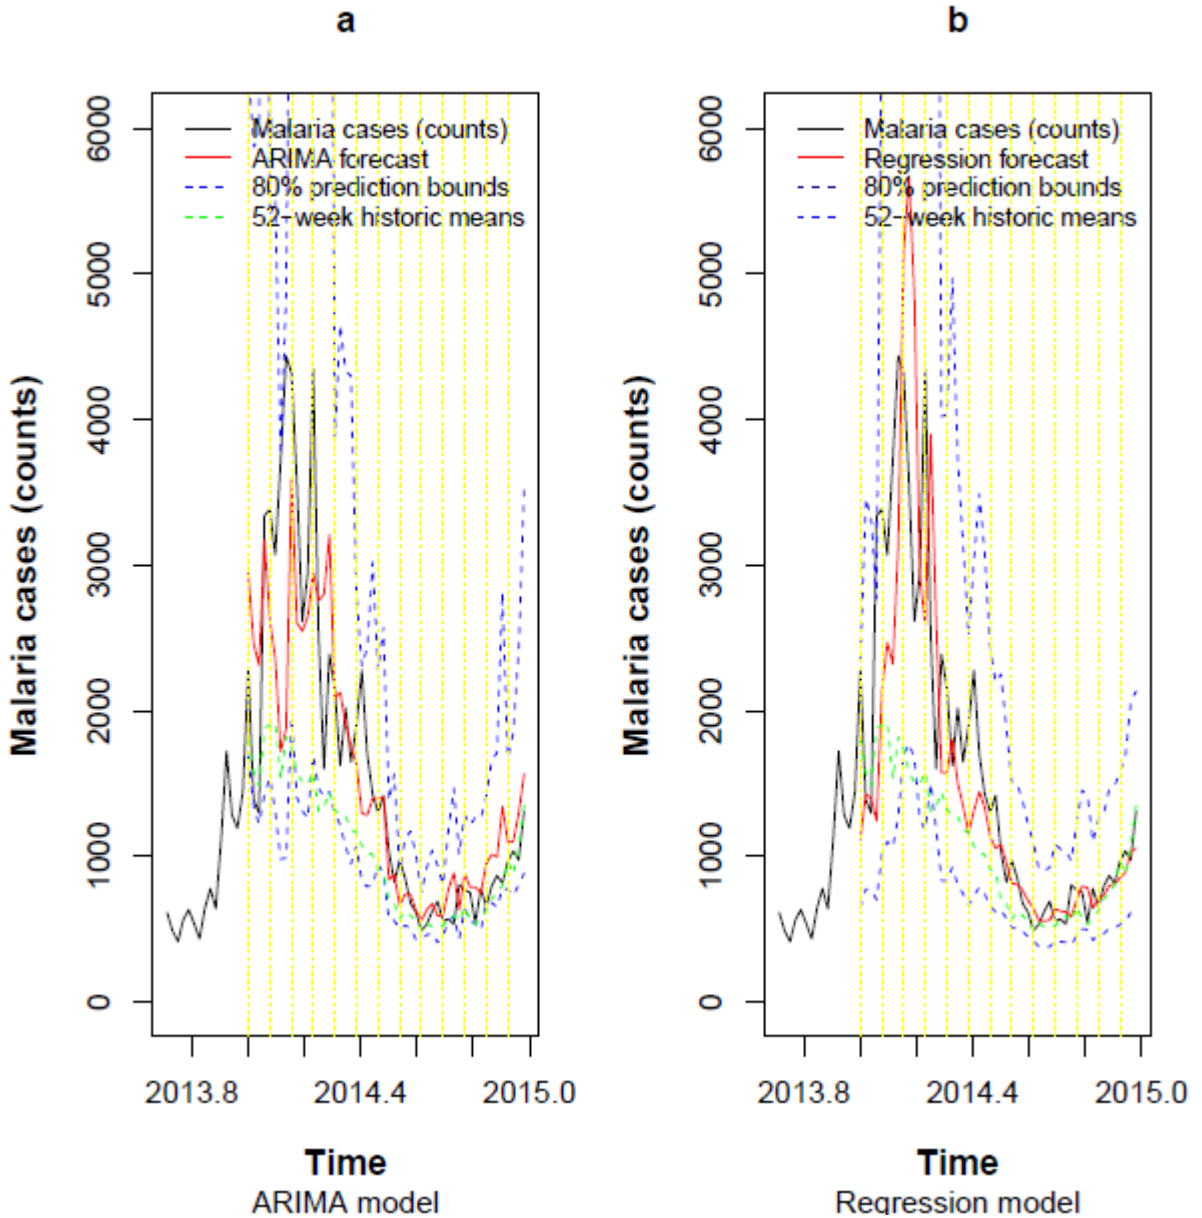 a
Malaria cases (counts)
ARIMA forecast
80% prediction bounds
52-week historic means
6000
5000
4000
3000
2000
1000
0
Malaria cases (counts)
2013.8
2014.4
2015.0
Time
ARIMA model
b
Malaria cases (counts)
Regression forecast
80% prediction bounds
52-week historic means
6000
5000
4000
3000
2000
1000
0
Malaria cases (counts)
2013.8
2014.4
2015.0
Time
Regression model